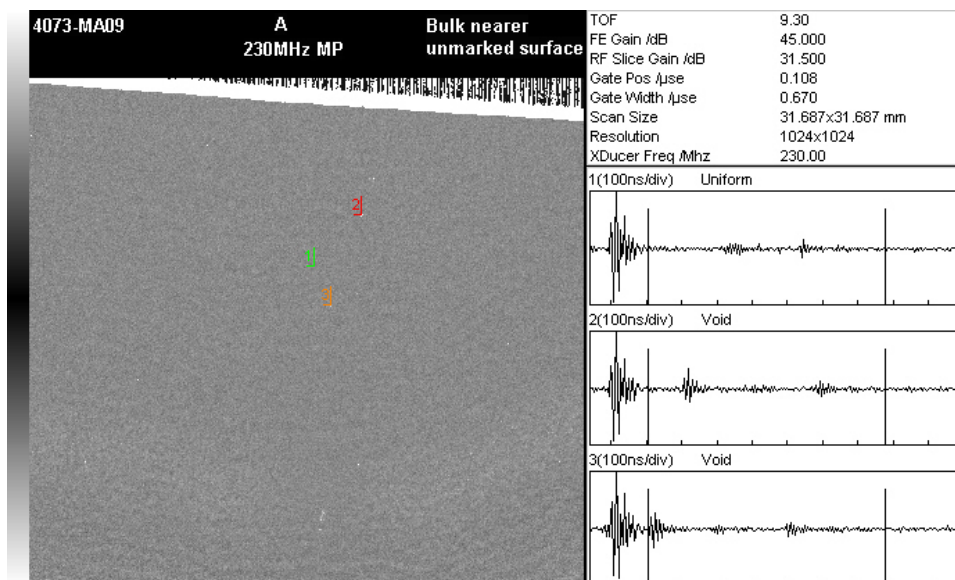 4073-MA09
A
230MHz MP
Bulk nearer
unmarked surface
TOF 9.30
FE Gain /dB 45.000
RF Slice Gain /dB 31.500
Gate Pos /µse 0.108
Gate Width /µse 0.670
Scan Size 31.687x31.687 mm
Resolution 1024x1024
XDucer Freq /Mhz 230.00
1(100ns/div) Uniform
2(100ns/div) Void
3(100ns/div) Void
2
1
3